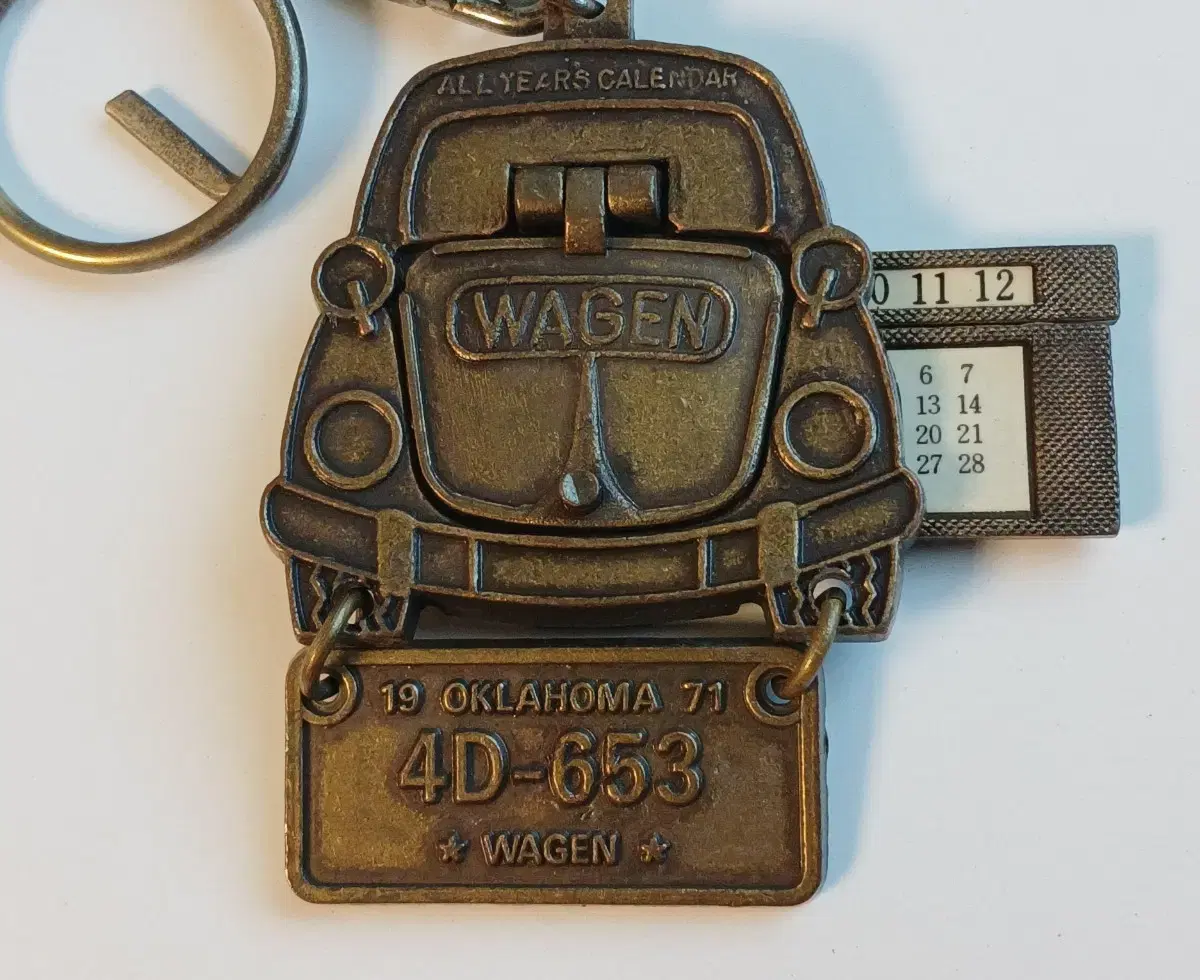 ALL YEARS CALENDAR
WAGEN
0 11 12
6 7
13 14
20 21
27 28
19 OKLAHOMA 71
4D-653
★ WAGEN ★